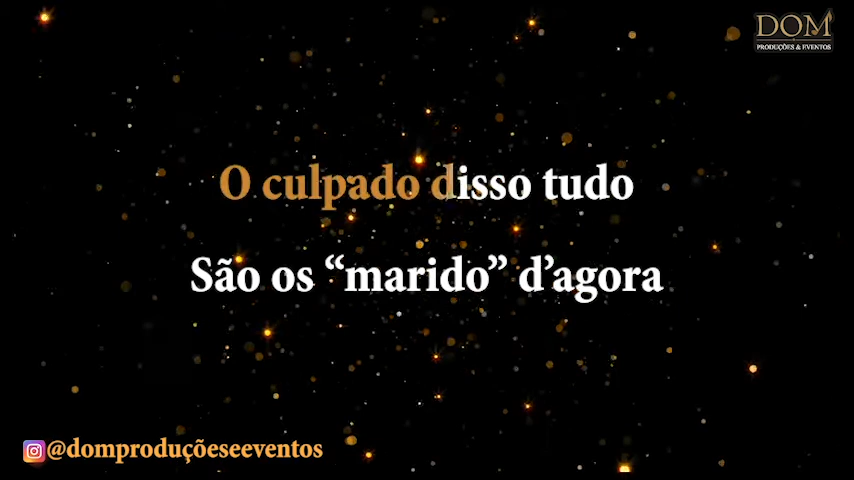 DOM
PRODUÇÕES & EVENTOS
O culpado disso tudo
São os “marido” d’agora
@domproduçõeseeventos